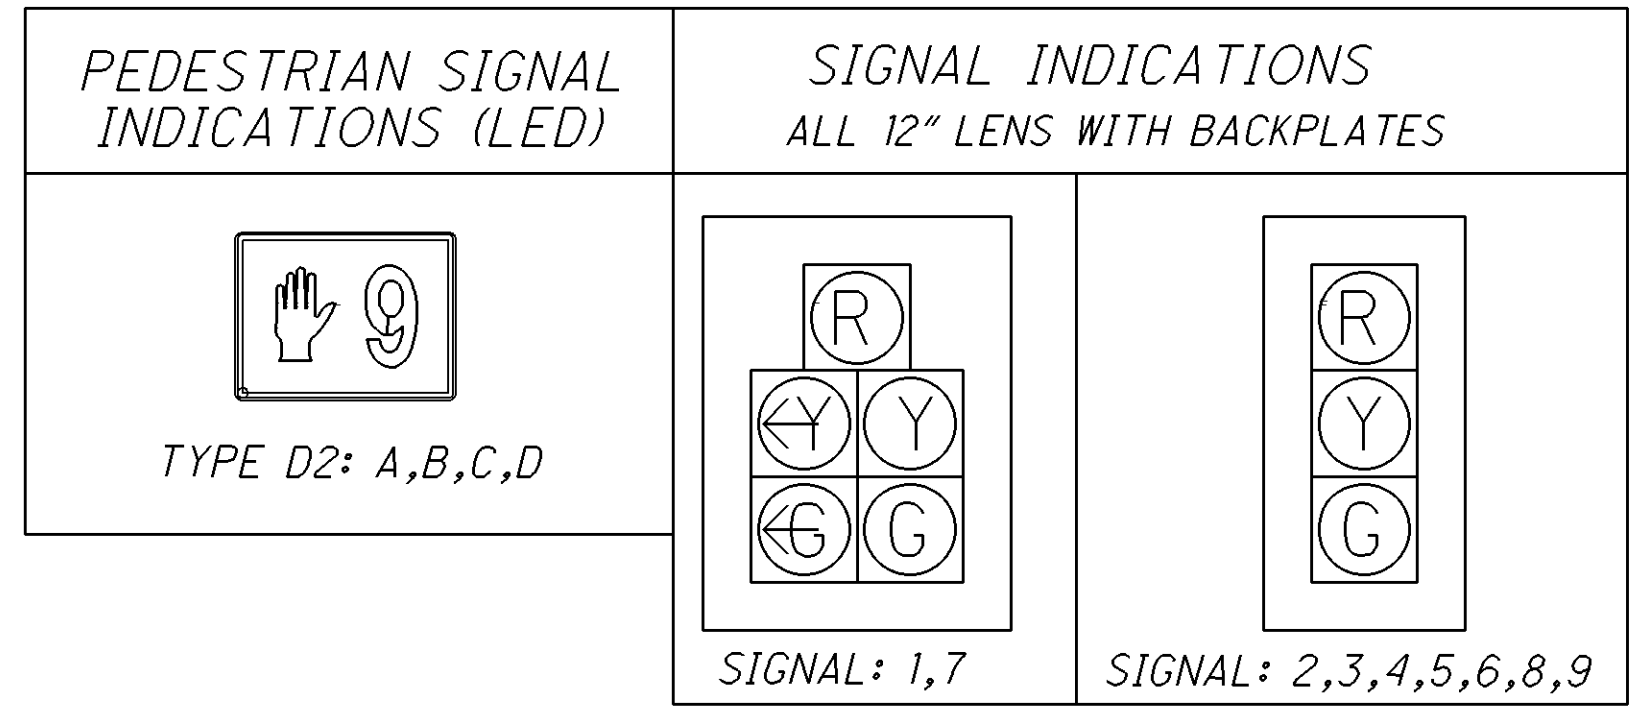 PEDESTRIAN SIGNAL
INDICATIONS (LED)
9
TYPE D2: A,B,C,D
SIGNAL INDICATIONS
ALL 12" LENS WITH BACKPLATES
R
Y Y
G G
SIGNAL: 1,7
R
Y
G
SIGNAL: 2,3,4,5,6,8,9